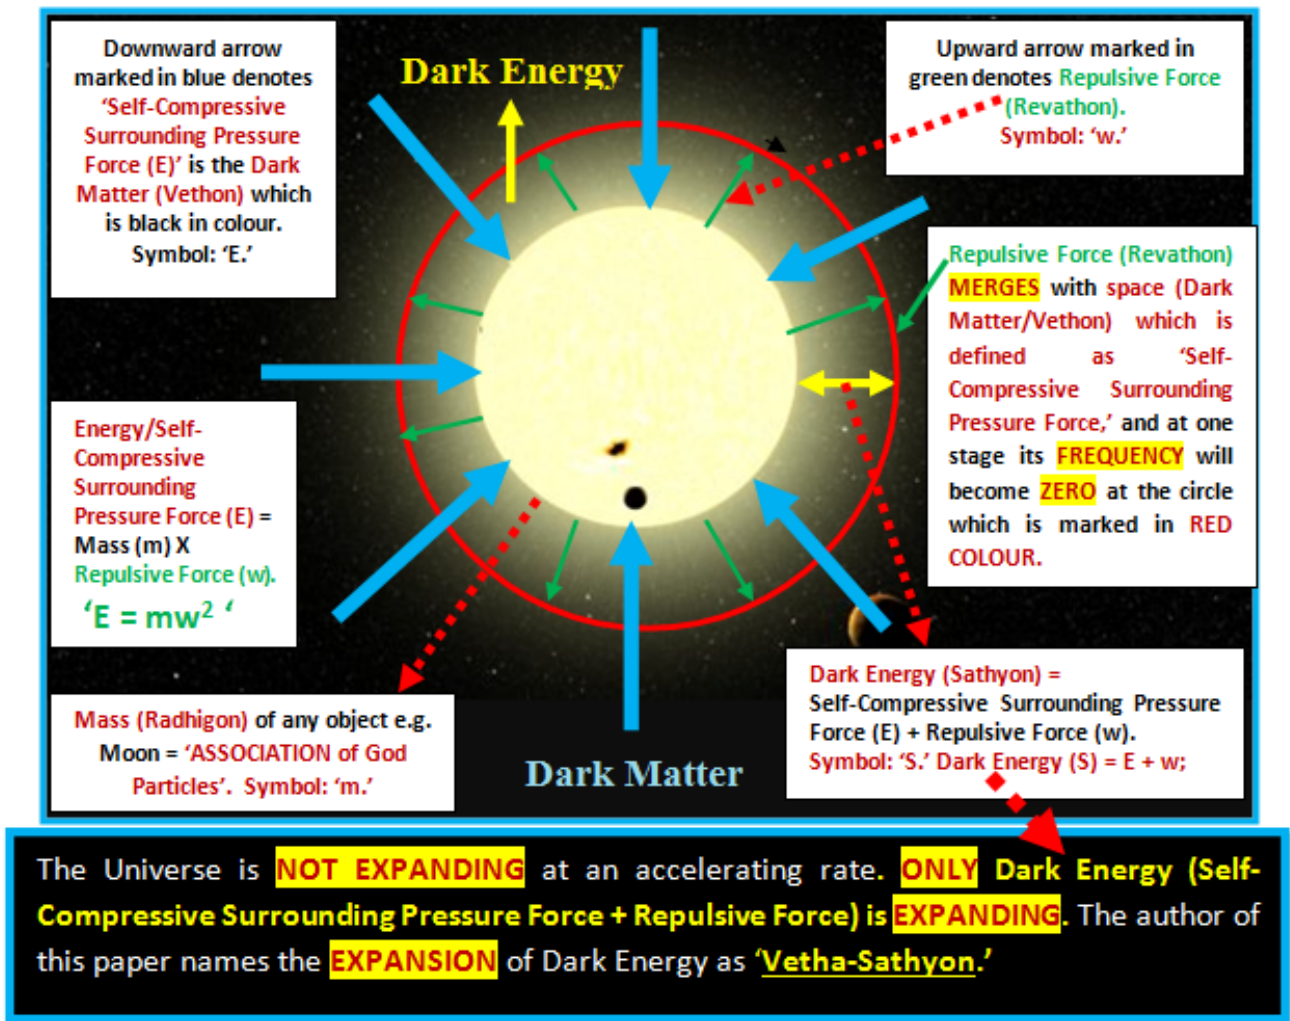 Downward arrow
marked in blue denotes
‘Self-Compressive
Surrounding Pressure
Force (E)’ is the Dark
Matter (Vethon) which
is black in colour.
Symbol: ‘E.’
Dark Energy
Upward arrow marked in
green denotes Repulsive Force
(Revathon).
Symbol: ‘w.’
Repulsive Force (Revathon)
MERGES with space (Dark
Matter/Vethon) which is
defined as ‘Self-
Compressive Surrounding
Pressure Force,’ and at one
stage its FREQUENCY will
become ZERO at the circle
which is marked in RED
COLOUR.
Energy/Self-
Compressive
Surrounding
Pressure Force (E) =
Mass (m) X
Repulsive Force (w).
‘E = mw² ‘
Mass (Radhigon) of any object e.g.
Moon = ‘ASSOCIATION of God
Particles’. Symbol: ‘m.’
Dark Matter
Dark Energy (Sathyon) =
Self-Compressive Surrounding Pressure
Force (E) + Repulsive Force (w).
Symbol: ‘S.’ Dark Energy (S) = E + w;
The Universe is NOT EXPANDING at an accelerating rate. ONLY Dark Energy (Self-
Compressive Surrounding Pressure Force + Repulsive Force) is EXPANDING. The author of
this paper names the EXPANSION of Dark Energy as ‘Vetha-Sathyon.’